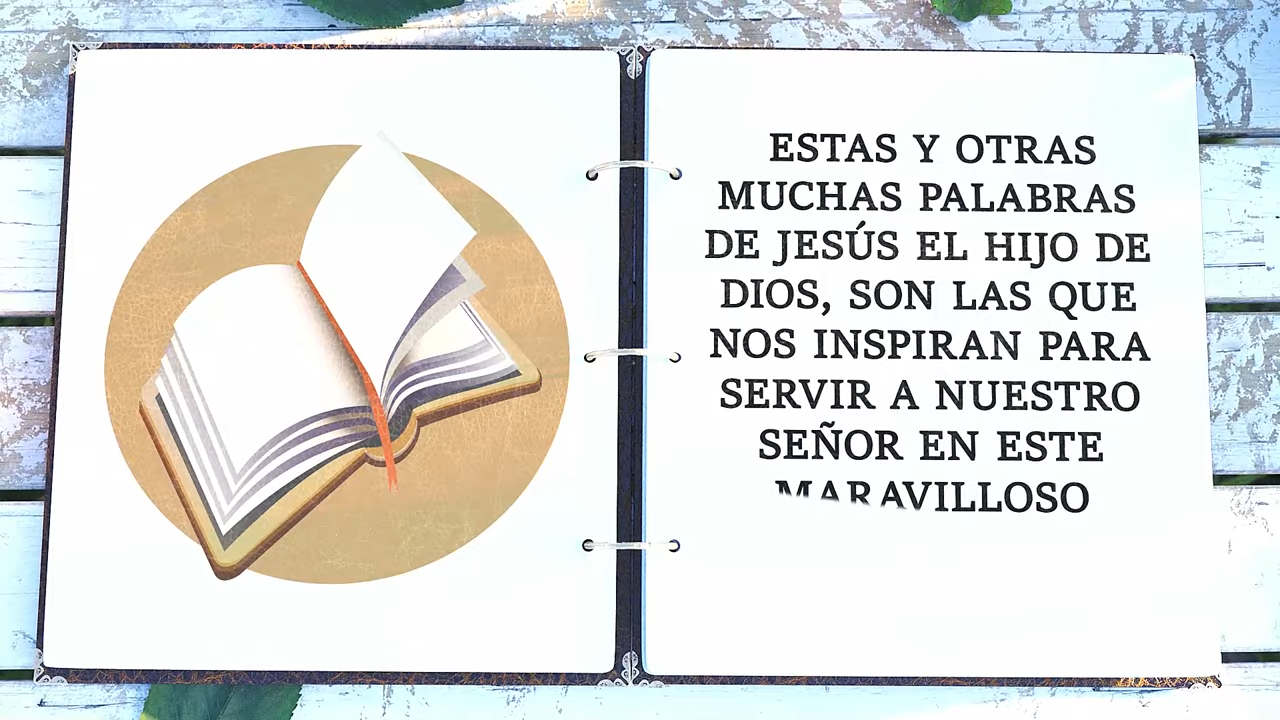 ESTAS Y OTRAS
MUCHAS PALABRAS
DE JESÚS EL HIJO DE
DIOS, SON LAS QUE
NOS INSPIRAN PARA
SERVIR A NUESTRO
SEÑOR EN ESTE
MARAVILLOSO